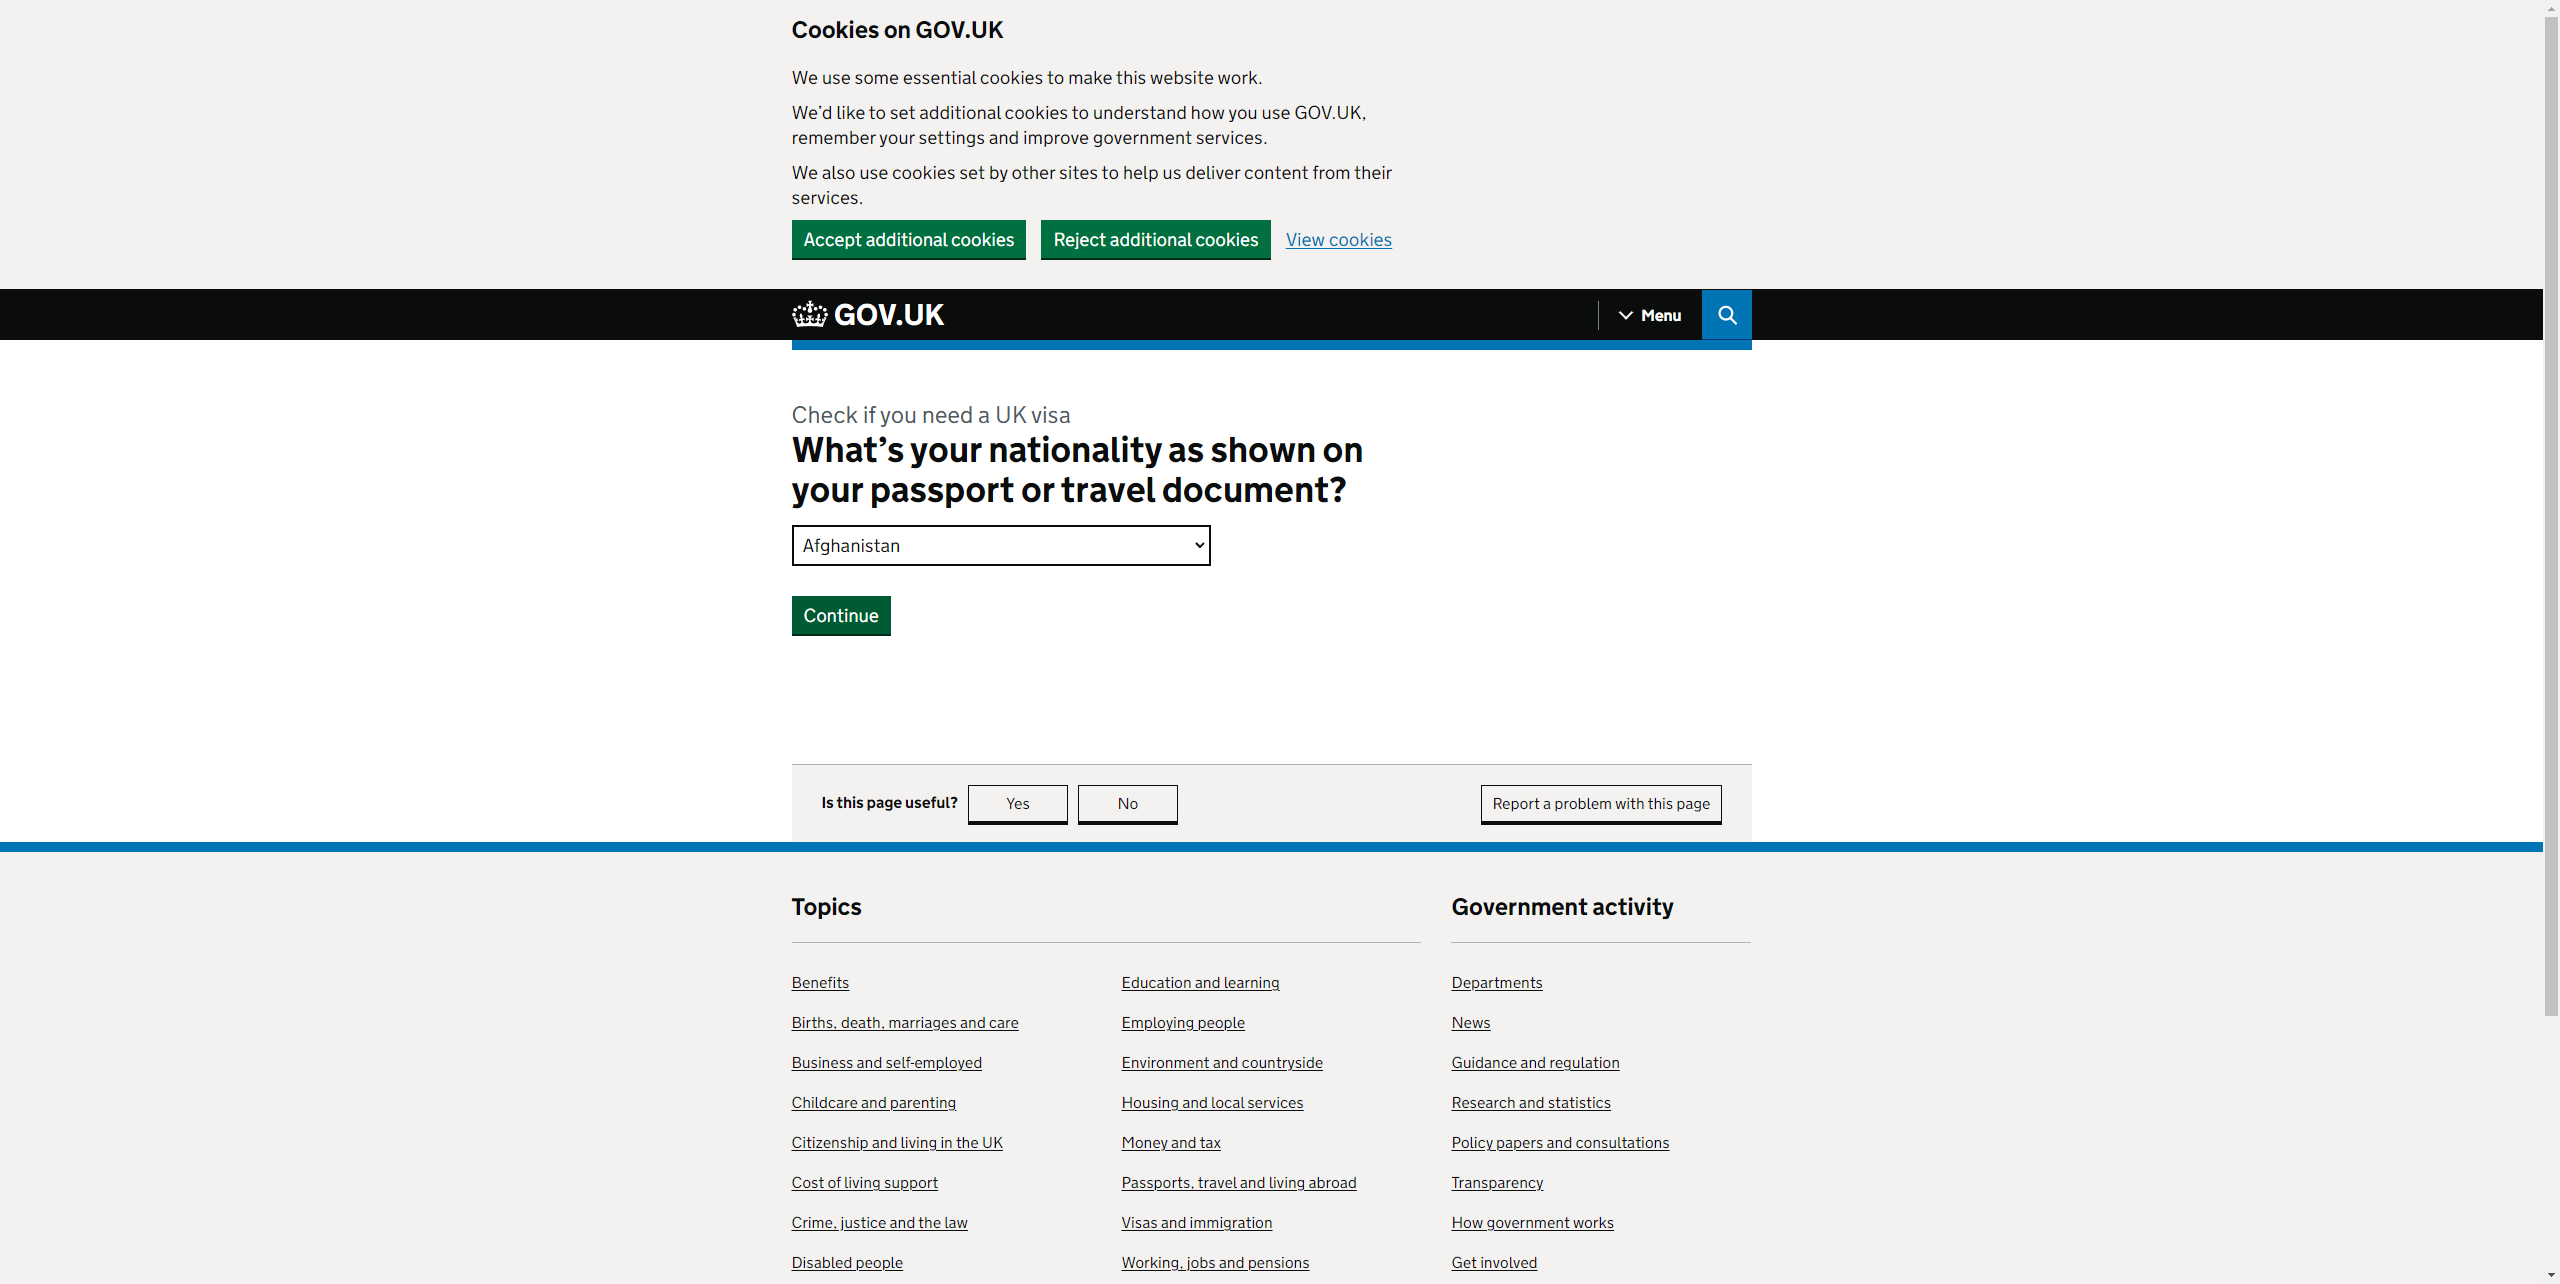 Cookies on GOV.UK
We use some essential cookies to make this website work.
We’d like to set additional cookies to understand how you use GOV.UK,
remember your settings and improve government services.
We also use cookies set by other sites to help us deliver content from their
services.
Accept additional cookies Reject additional cookies View cookies
GOV.UK Menu
Check if you need a UK visa
What’s your nationality as shown on
your passport or travel document?
Afghanistan
Continue
Is this page useful? Yes No Report a problem with this page
Topics Government activity
Benefits Education and learning Departments
Births, death, marriages and care Employing people News
Business and self-employed Environment and countryside Guidance and regulation
Childcare and parenting Housing and local services Research and statistics
Citizenship and living in the UK Money and tax Policy papers and consultations
Cost of living support Passports, travel and living abroad Transparency
Crime, justice and the law Visas and immigration How government works
Disabled people Working, jobs and pensions Get involved